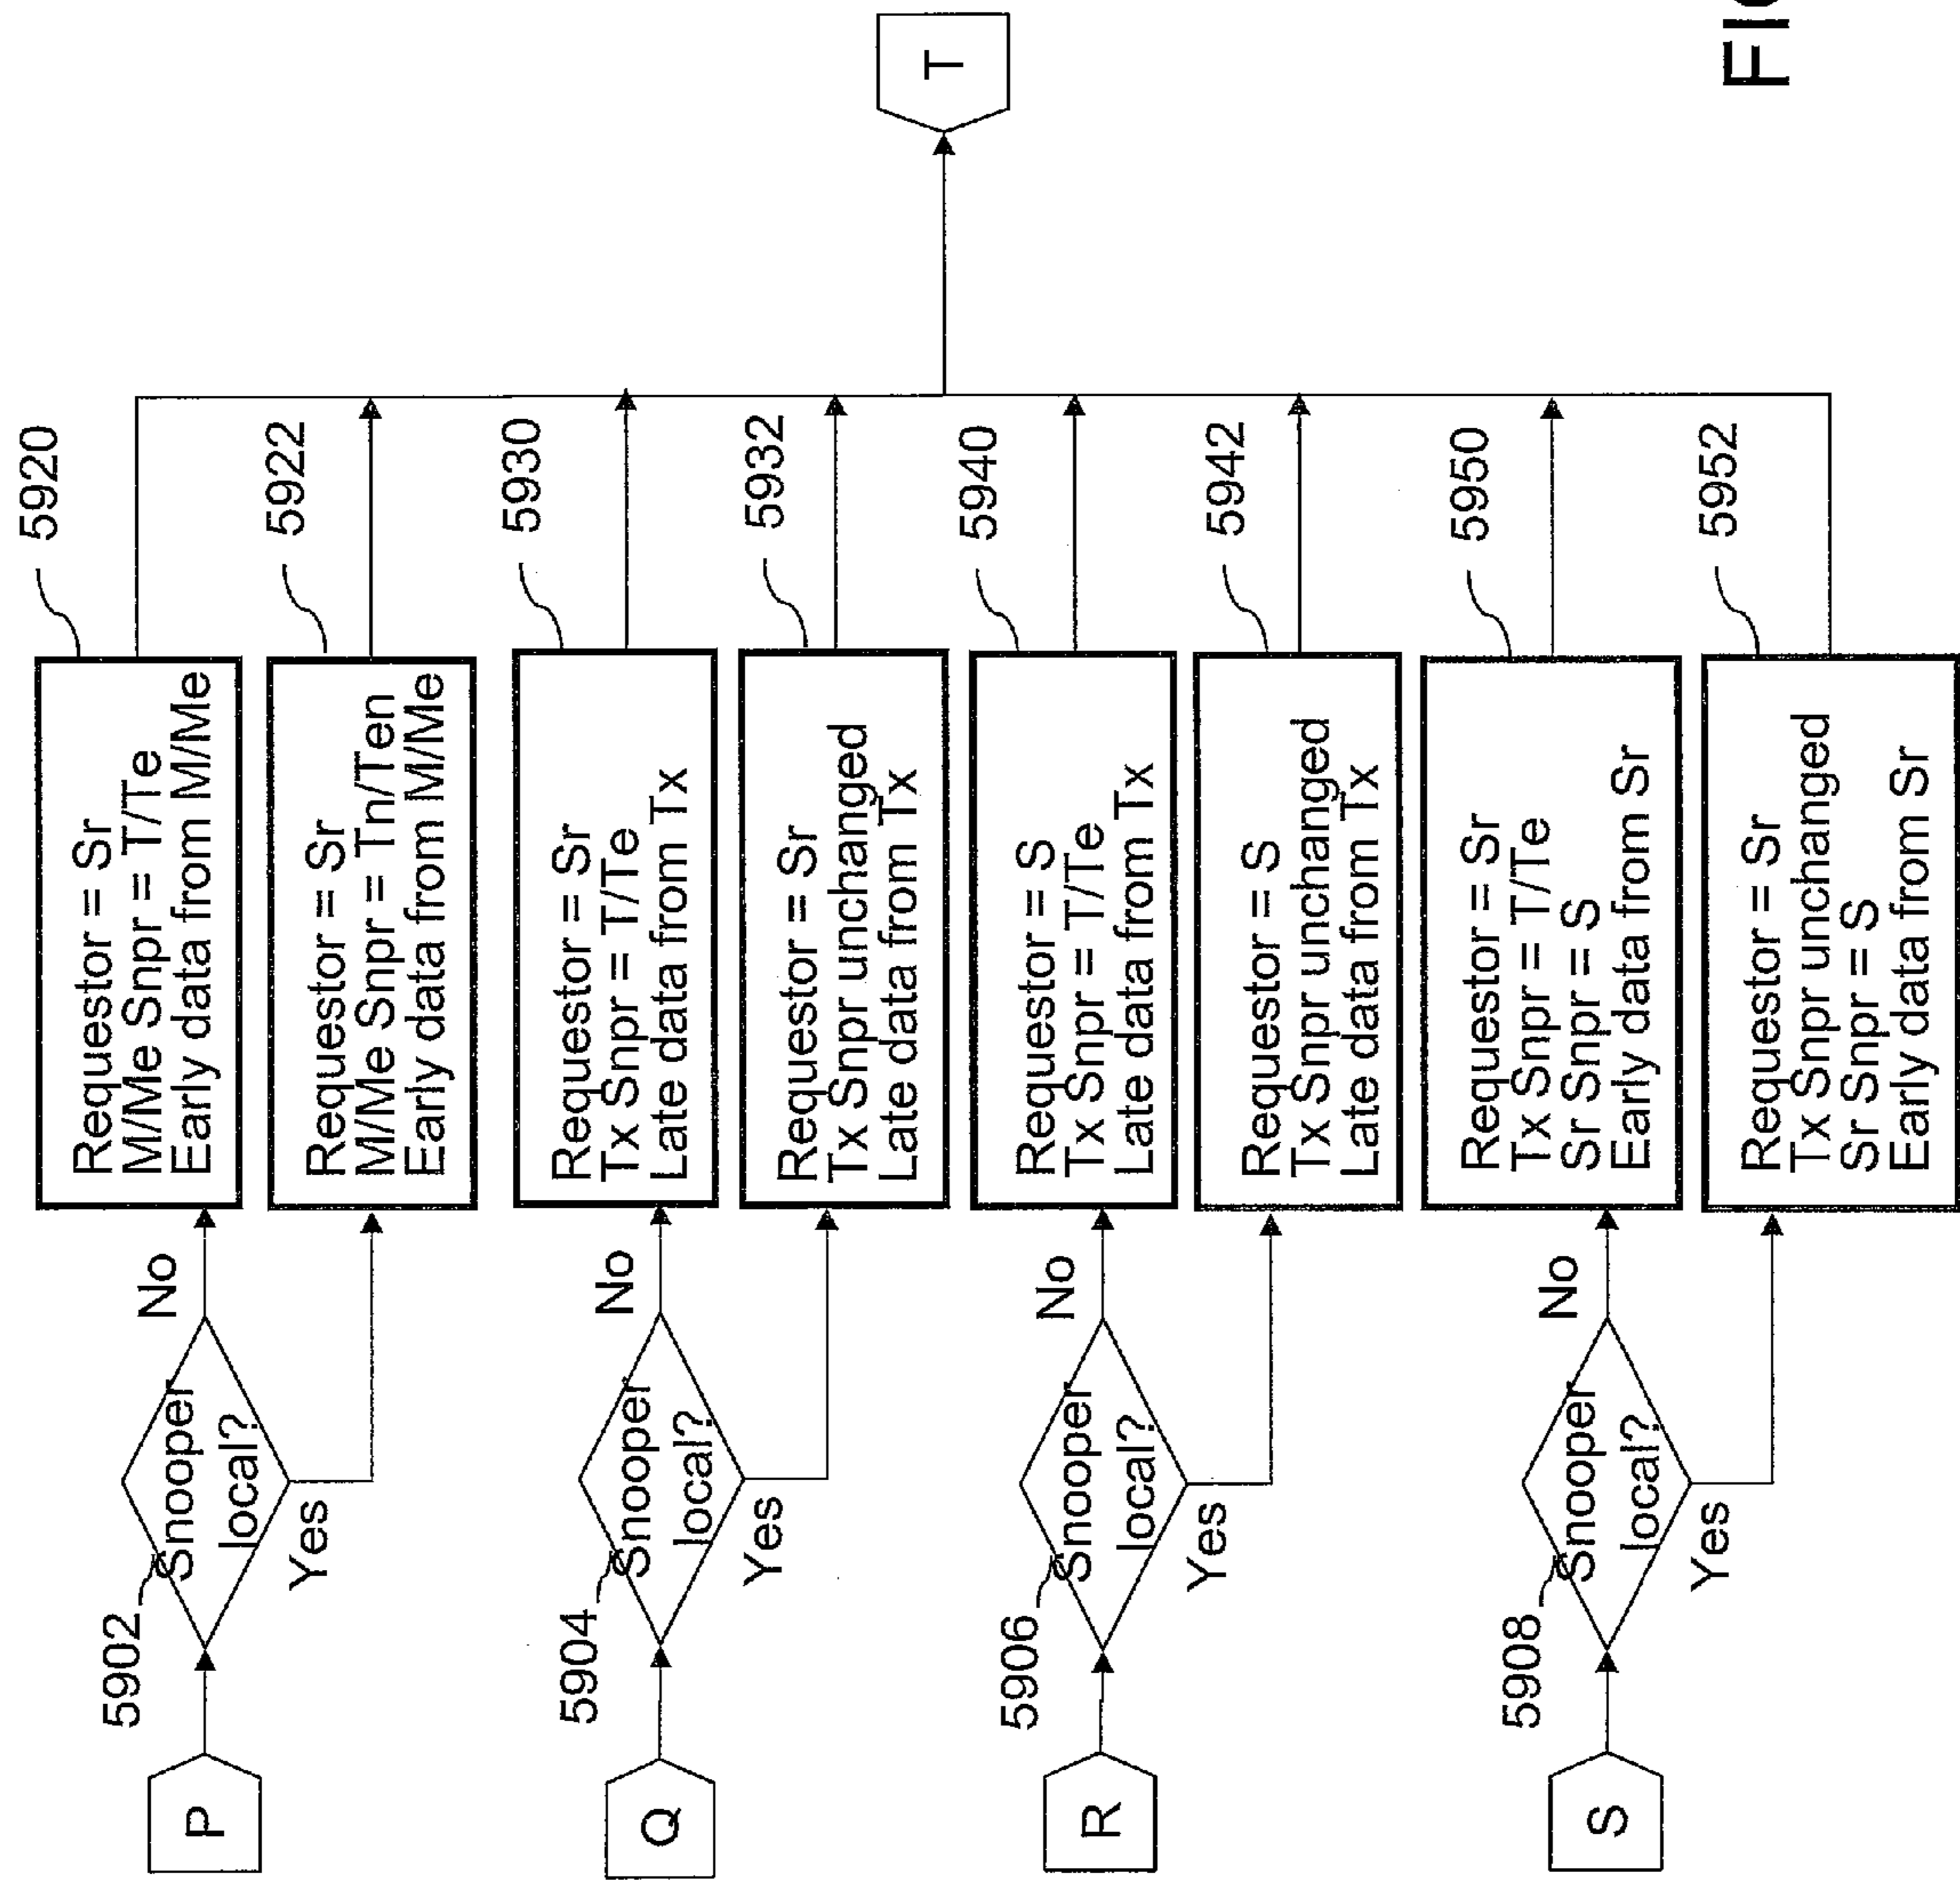 P
5902
Snooper
local?
No
Yes
5920
Requestor = Sr
M/Me Snpr = T/Te
Early data from M/Me
5922
Requestor = Sr
M/Me Snpr = Tn/Ten
Early data from M/Me
Q
5904
Snooper
local?
No
Yes
5930
Requestor = Sr
Tx Snpr = T/Te
Late data from Tx
5932
Requestor = Sr
Tx Snpr unchanged
Late data from Tx
R
5906
Snooper
local?
No
Yes
5940
Requestor = S
Tx Snpr = T/Te
Late data from Tx
5942
Requestor = S
Tx Snpr unchanged
Late data from Tx
S
5908
Snooper
local?
No
Yes
5950
Requestor = Sr
Tx Snpr = T/Te
Sr Snpr = S
Early data from Sr
5952
Requestor = Sr
Tx Snpr unchanged
Sr Snpr = S
Early data from Sr
T